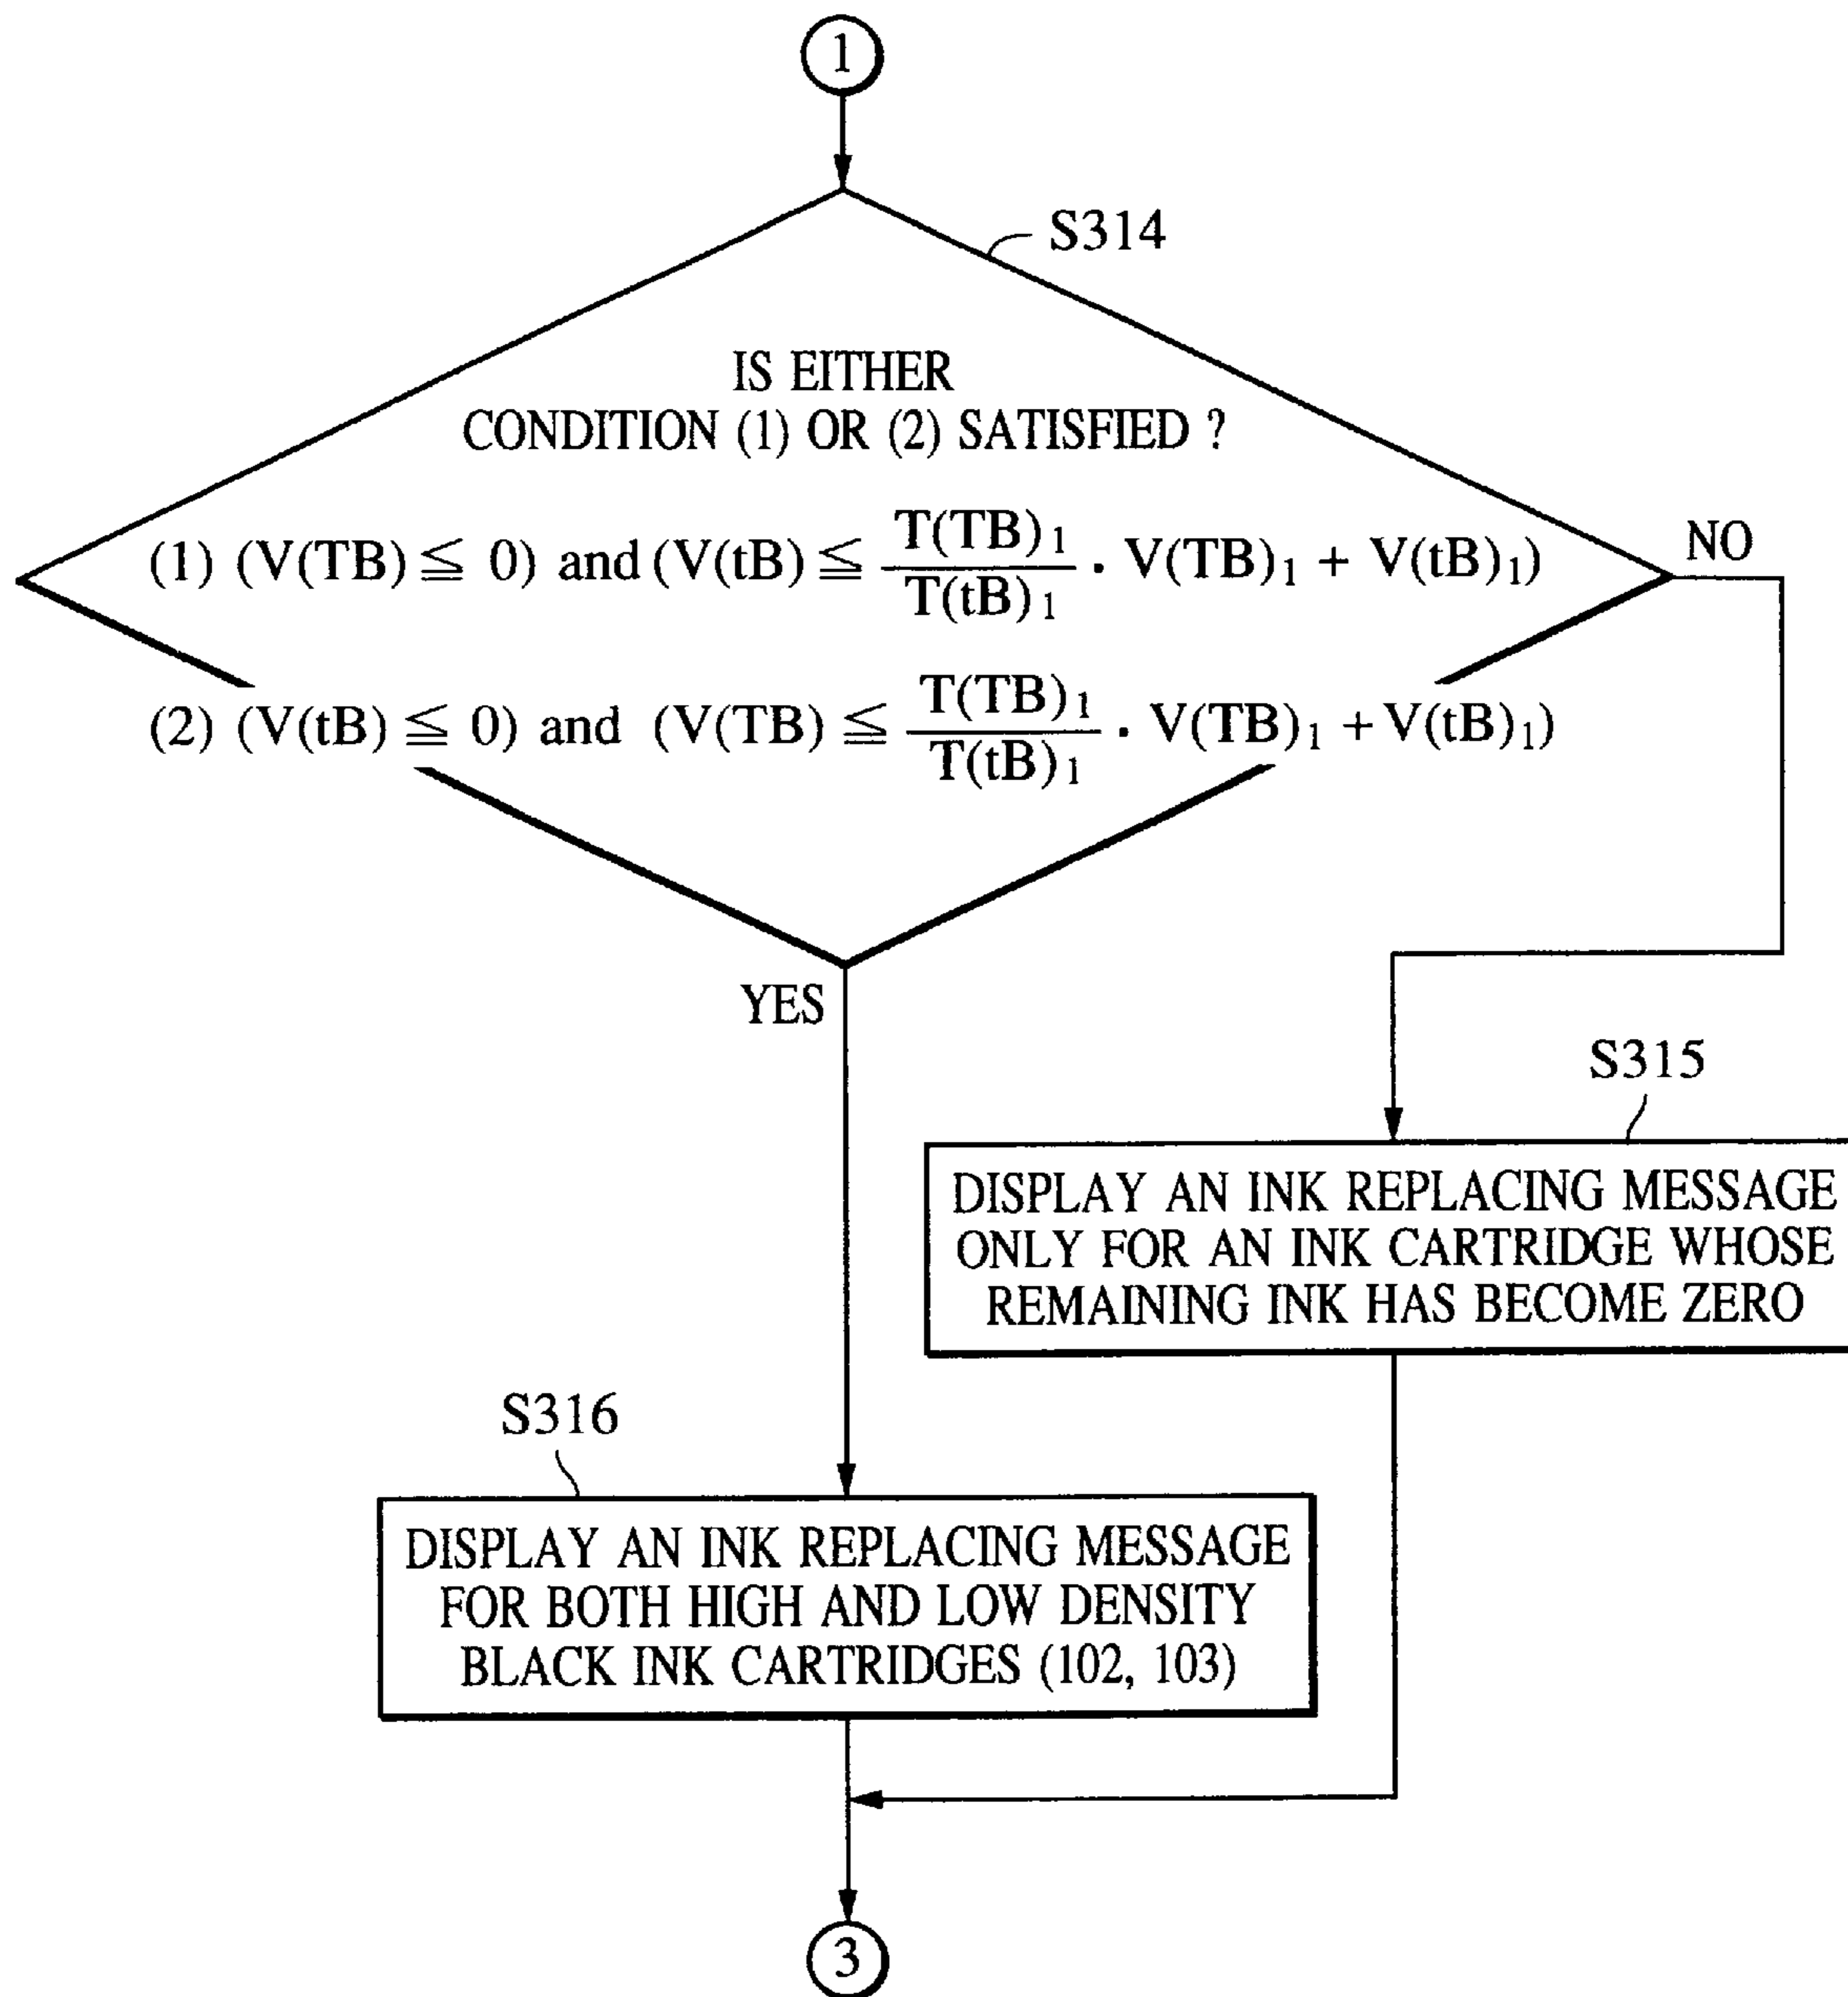 1
S314
IS EITHER
CONDITION (1) OR (2) SATISFIED ?
(1) (V(TB) ≦ 0) and (V(tB) ≦ T(TB)₁/T(tB)₁ · V(TB)₁ + V(tB)₁)
NO
(2) (V(tB) ≦ 0) and (V(TB) ≦ T(TB)₁/T(tB)₁ · V(TB)₁ + V(tB)₁)
YES
S315
DISPLAY AN INK REPLACING MESSAGE
ONLY FOR AN INK CARTRIDGE WHOSE
REMAINING INK HAS BECOME ZERO
S316
DISPLAY AN INK REPLACING MESSAGE
FOR BOTH HIGH AND LOW DENSITY
BLACK INK CARTRIDGES (102, 103)
3